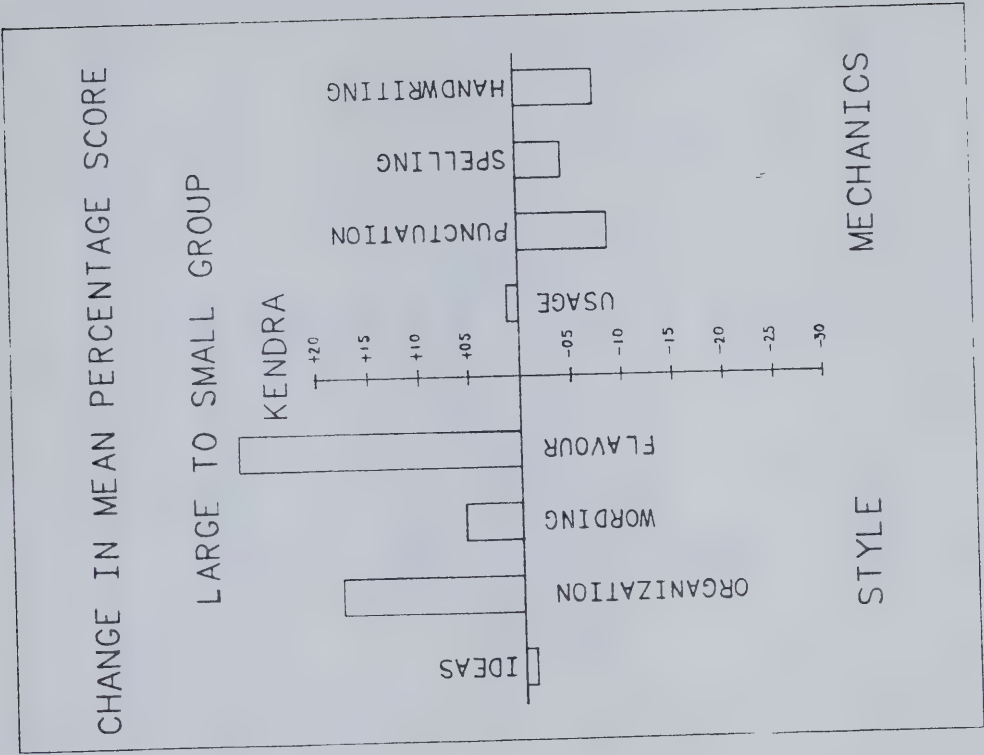 CHANGE IN MEAN PERCENTAGE SCORE
LARGE TO SMALL GROUP
KENDRA
+20
+15
+10
+05
-05
-10
-15
-20
-25
-30
IDEAS
ORGANIZATION
WORDING
FLAVOUR
USAGE
PUNCTUATION
SPELLING
HANDWRITING
STYLE
MECHANICS